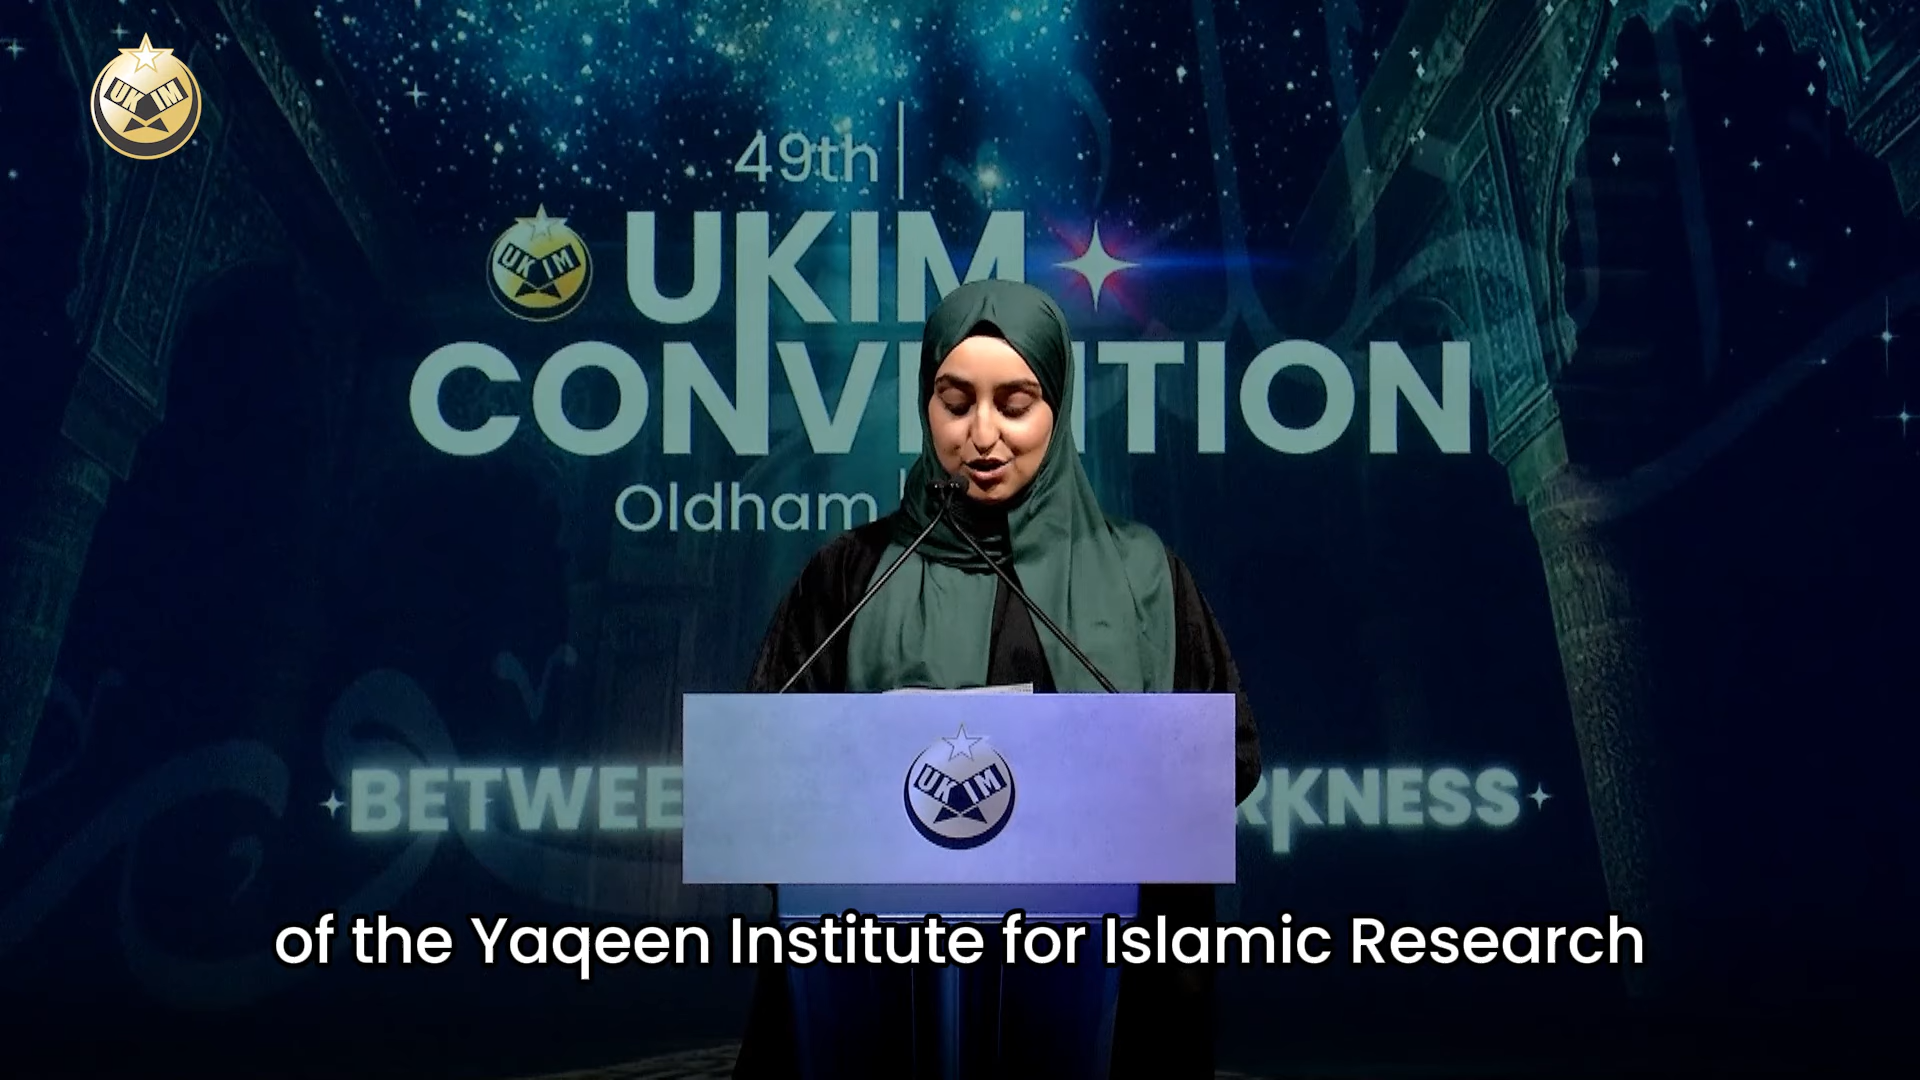 UK IM
49th
UK IM
UKIM
CONV TION
Oldham
BETWEE RKNESS
UK IM
of the Yaqeen Institute for Islamic Research